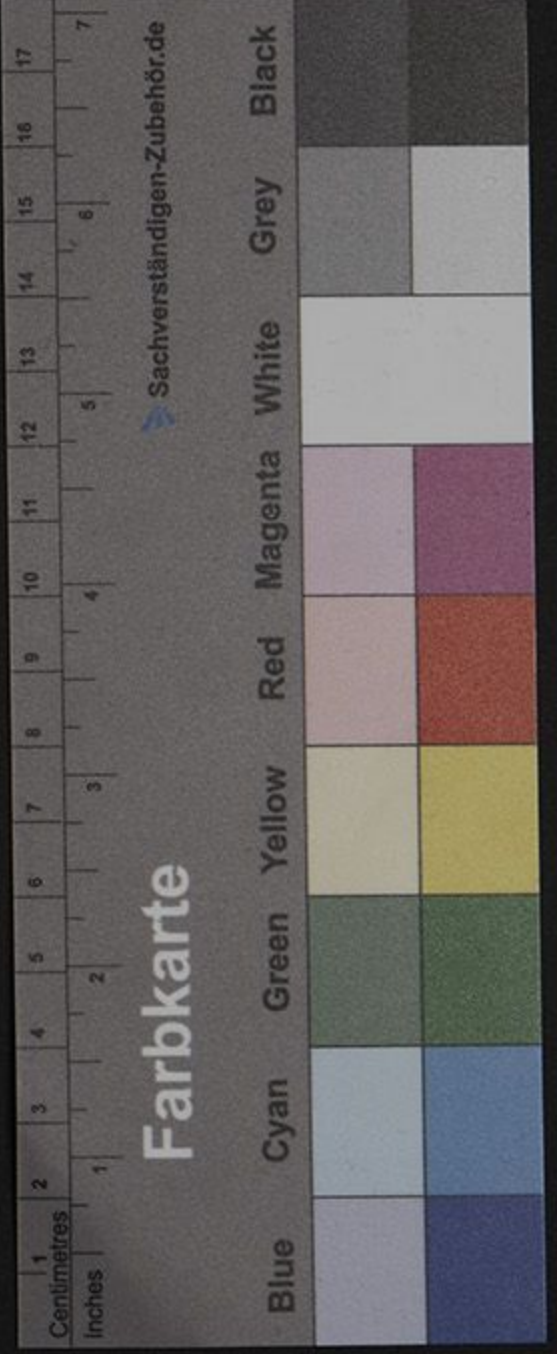 1 2 3 4 5 6 7 8 9 10 11 12 13 14 15 16 17
Centimetres
Inches
1 2 3 4 5 6 7
Farbkarte
Sachverständigen-Zubehör.de
Blue Cyan Green Yellow Red Magenta White Grey Black